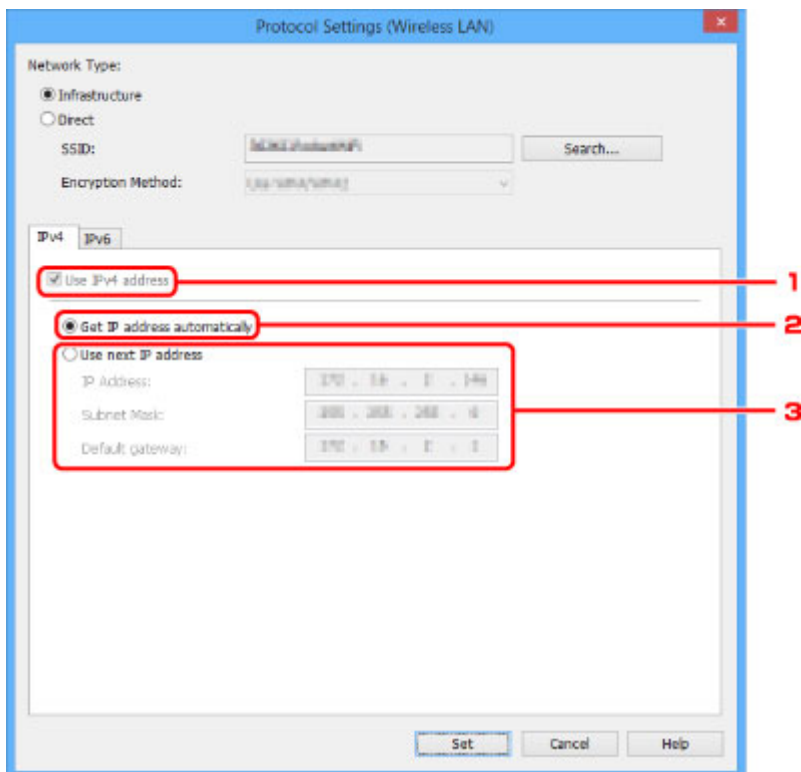 Protocol Settings (Wireless LAN)
Network Type:
Infrastructure
Direct
SSID:
Search...
Encryption Method:
IPv4 IPv6
Use IPv4 address
1
Get IP address automatically
2
Use next IP address
IP Address:
Subnet Mask:
3
Default gateway:
Set Cancel Help